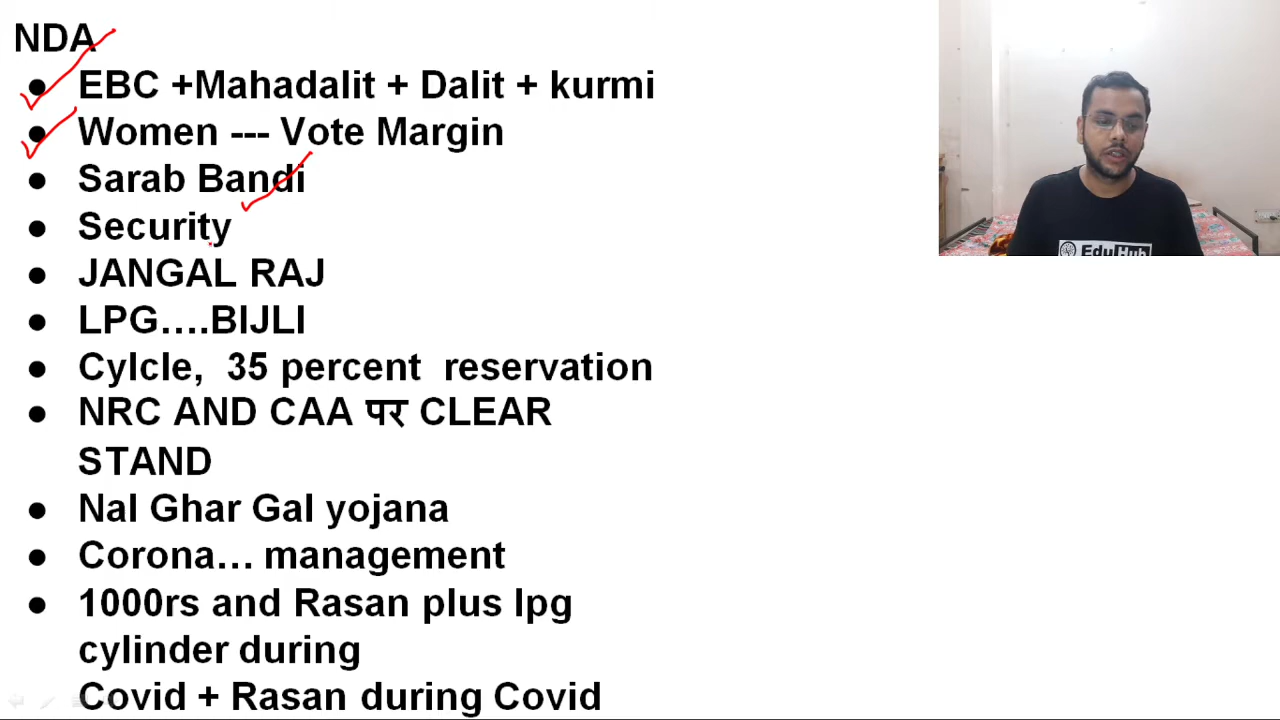 NDA
● EBC +Mahadalit + Dalit + kurmi
● Women --- Vote Margin
● Sarab Bandi
● Security
● JANGAL RAJ
● LPG....BIJLI
● Cylcle, 35 percent reservation
● NRC AND CAA पर CLEAR
STAND
● Nal Ghar Gal yojana
● Corona... management
● 1000rs and Rasan plus lpg
cylinder during
Covid + Rasan during Covid
EduHub